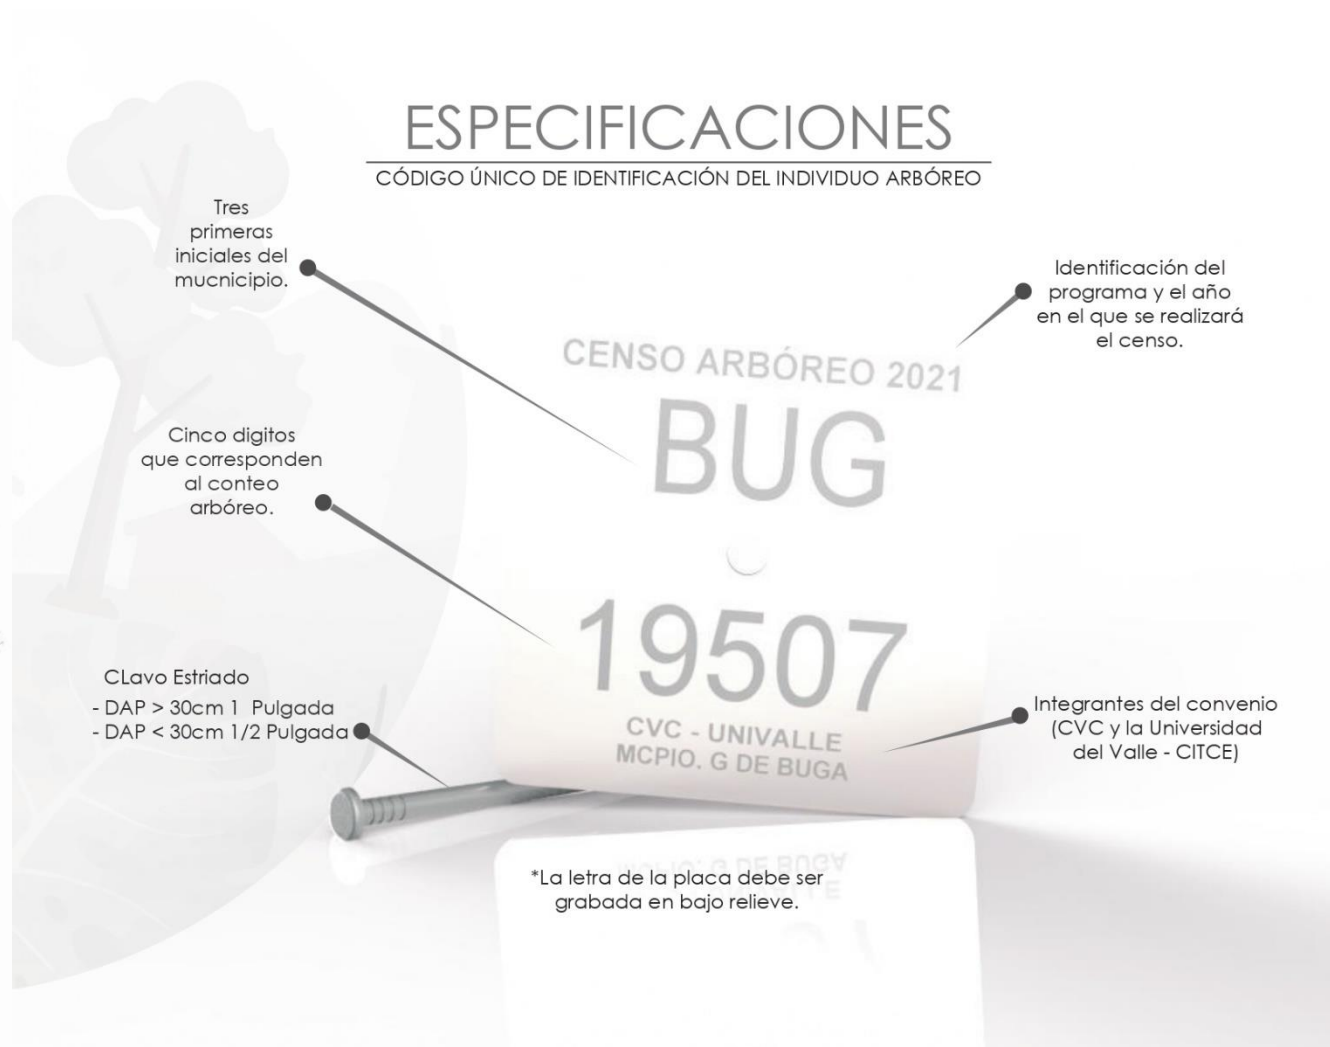 ESPECIFICACIONES
CÓDIGO ÚNICO DE IDENTIFICACIÓN DEL INDIVIDUO ARBÓREO
Tres
primeras
iniciales del
mucnicipio.
Identificación del
programa y el año
en el que se realizará
el censo.
CENSO ARBÓREO 2021
BUG
Cinco digitos
que corresponden
al conteo
arbóreo.
19507
CVC - UNIVALLE
MCPIO. G DE BUGA
CLavo Estriado
- DAP > 30cm 1 Pulgada
- DAP < 30cm 1/2 Pulgada
Integrantes del convenio
(CVC y la Universidad
del Valle - CITCE)
*La letra de la placa debe ser
grabada en bajo relieve.